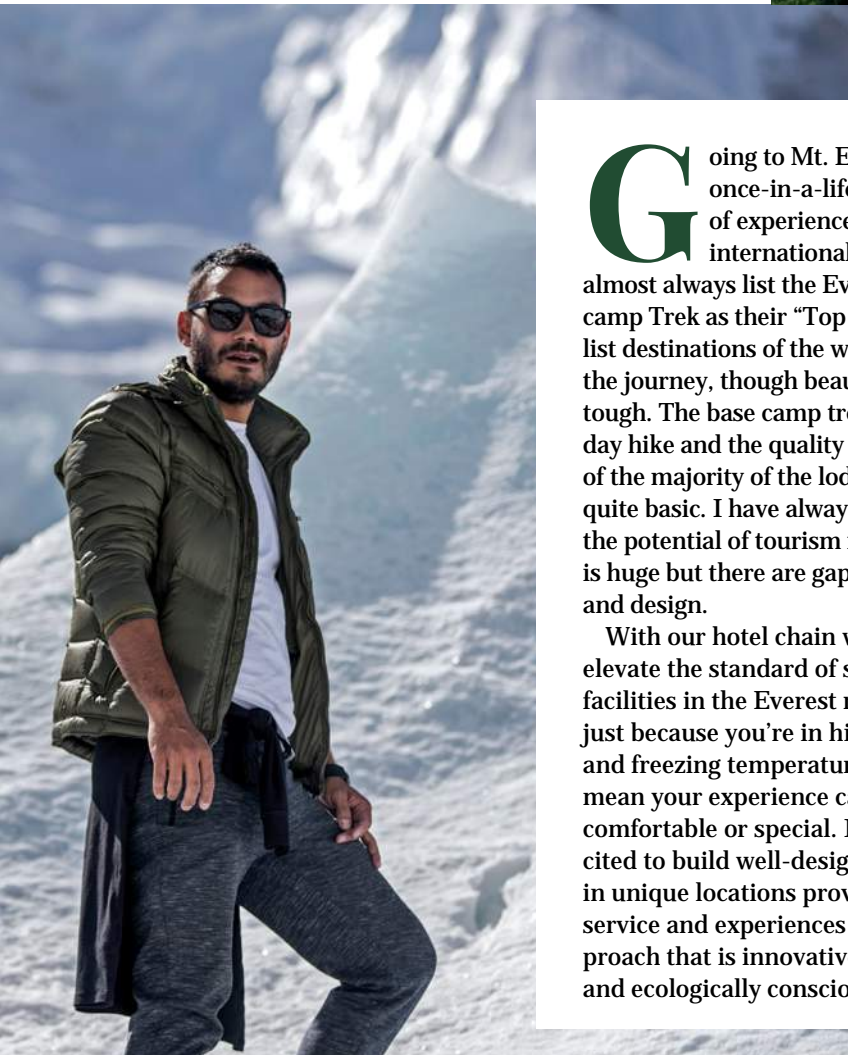 Going to Mt. E
once-in-a-life
of experience
international
almost always list the Ev
camp Trek as their “Top
list destinations of the w
the journey, though beau
tough. The base camp tre
day hike and the quality
of the majority of the lod
quite basic. I have alway
the potential of tourism
is huge but there are gap
and design.
With our hotel chain
elevate the standard of s
facilities in the Everest
just because you’re in hi
and freezing temperatu
mean your experience ca
comfortable or special.
cited to build well-desig
in unique locations prov
service and experiences
proach that is innovativ
and ecologically conscio